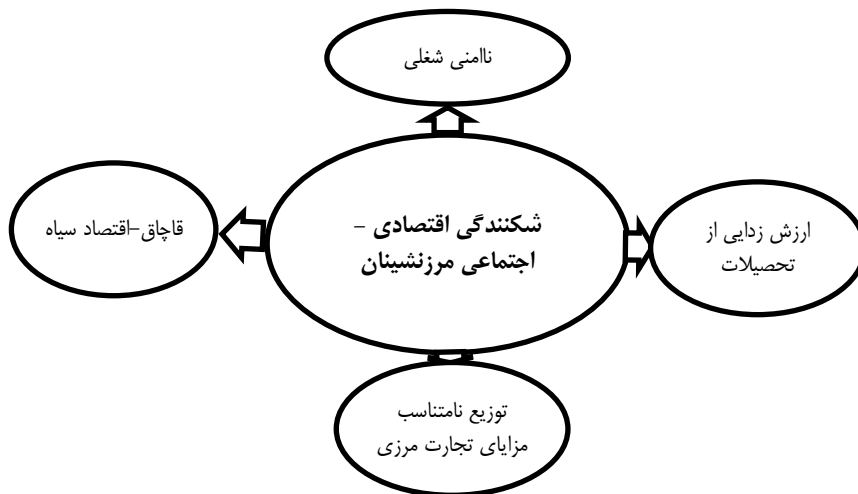 ناامنی شغلی
شکنندگی اقتصادی –
اجتماعی مرزنشینان
ارزش زدایی از
تحصیلات
قاچاق-اقتصاد سیاه
توزیع نامتناسب
مزایای تجارت مرزی